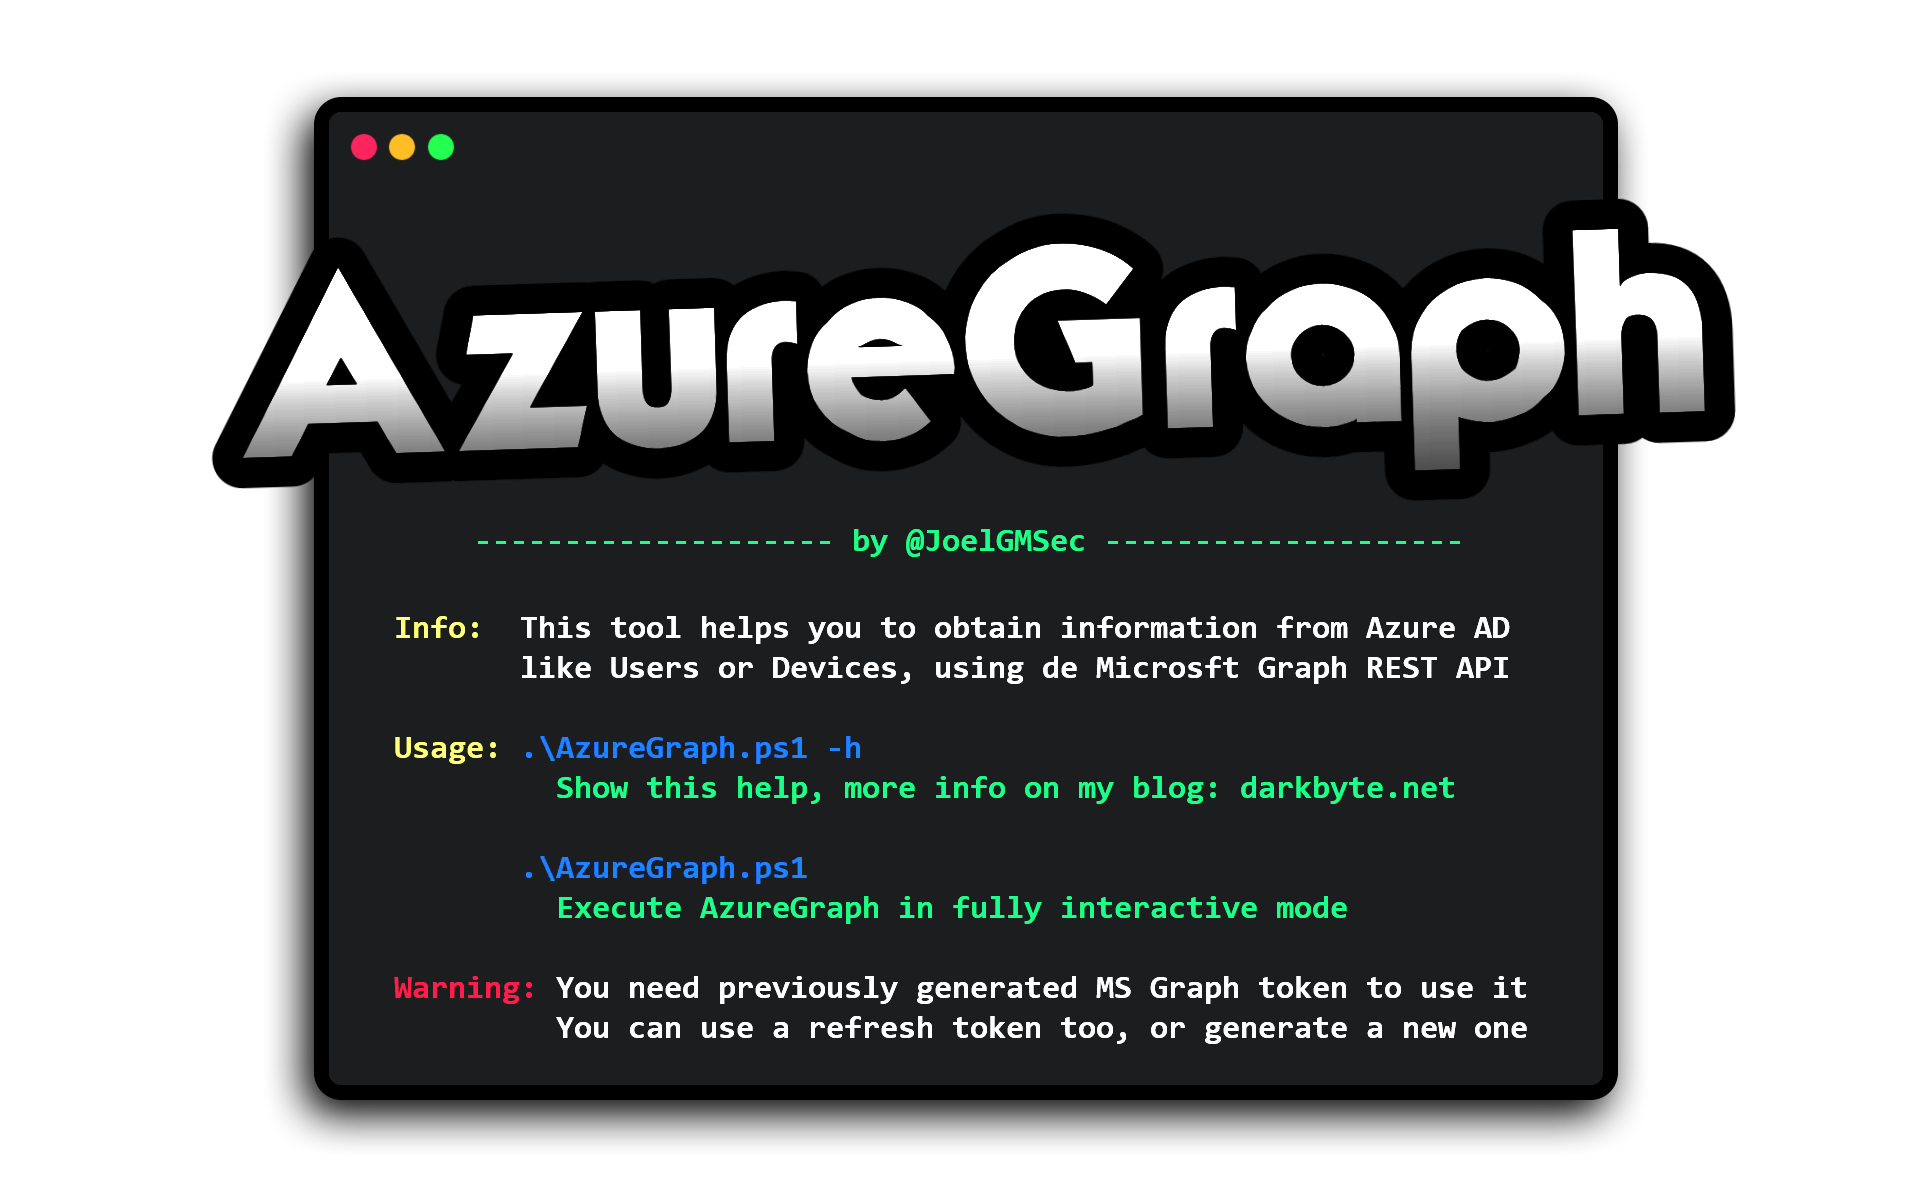 AzureGraph
-------------------- by @JoelGMSec --------------------
Info: This tool helps you to obtain information from Azure AD
like Users or Devices, using de Microsft Graph REST API
Usage: .\AzureGraph.ps1 -h
Show this help, more info on my blog: darkbyte.net
.\AzureGraph.ps1
Execute AzureGraph in fully interactive mode
Warning: You need previously generated MS Graph token to use it
You can use a refresh token too, or generate a new one